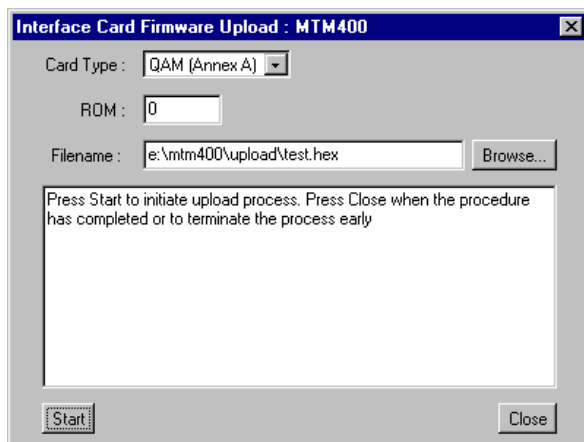 Interface Card Firmware Upload : MTM400
Card Type : QAM (Annex A)
ROM : 0
Filename : e:\mtm400\upload\test.hex Browse...
Press Start to initiate upload process. Press Close when the procedure
has completed or to terminate the process early
Start Close